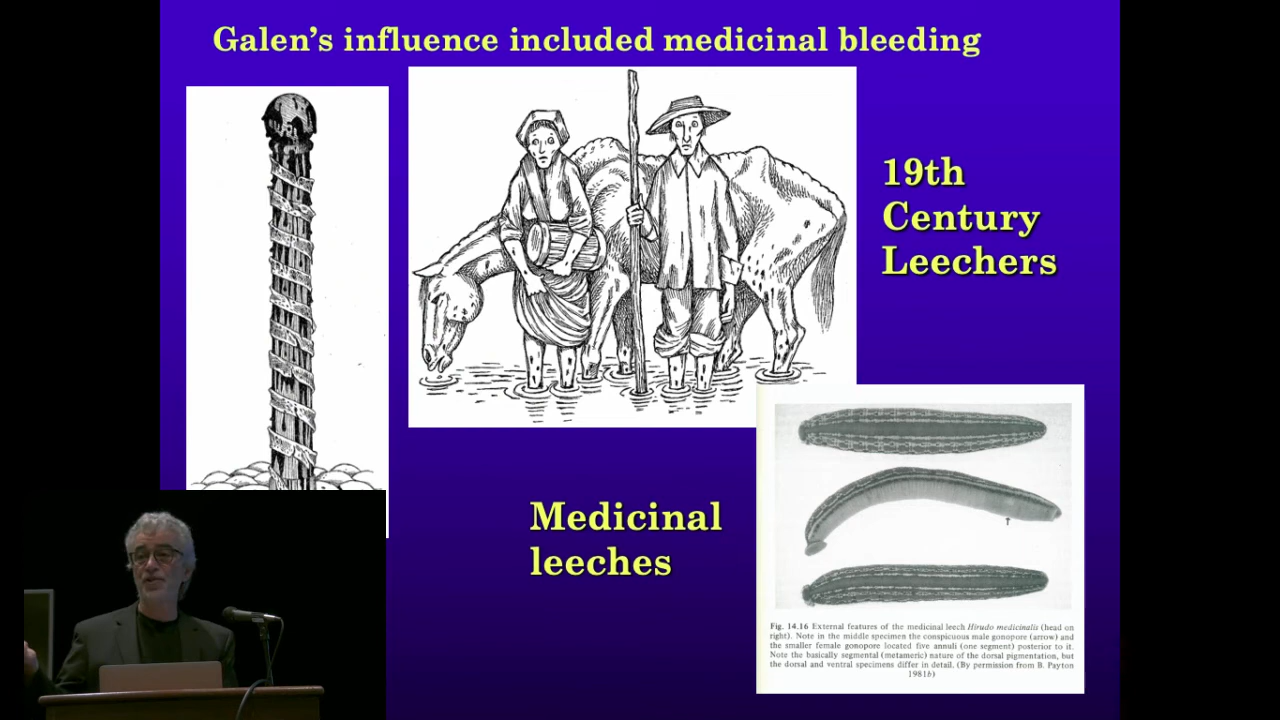 Galen's influence included medicinal bleeding
19th
Century
Leechers
Medicinal
leeches
Fig. 14.16 External features of the medicinal leech Hirudo medicinalis (head on
right). Note in the middle specimen the conspicuous male gonopore (arrow) and
the smaller female gonopore located five annuli (one segment) posterior to it.
Note the basically segmental (metameric) nature of the dorsal pigmentation, but
the dorsal and ventral specimens differ in detail. (By permission from B. Payton
1981b)